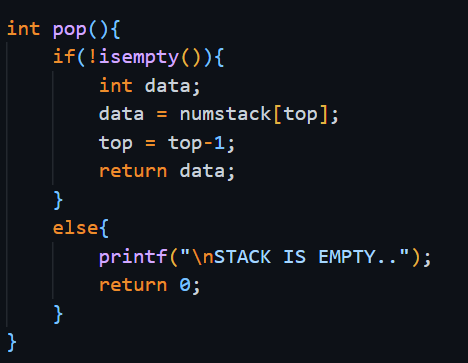 int pop(){
    if(!isempty()){
        int data;
        data = numstack[top];
        top = top-1;
        return data;
    }
    else{
        printf("\nSTACK IS EMPTY..");
        return 0;
    }
}